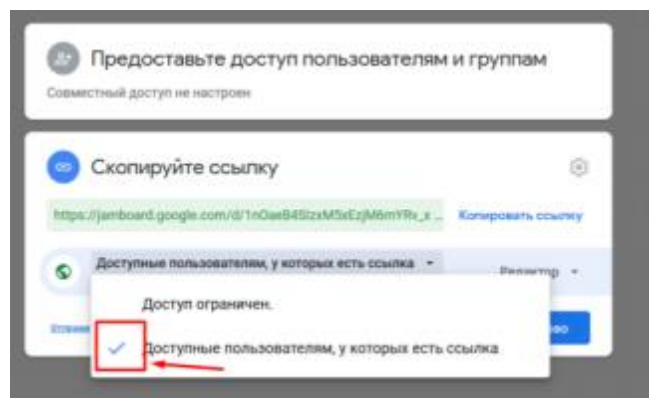 Предоставьте доступ пользователям и группам
Совместный доступ не настроен
Скопируйте ссылку
Копировать ссылку
Доступные пользователям, у которых есть ссылка
Редактор
Доступ ограничен.
Доступные пользователям, у которых есть ссылка